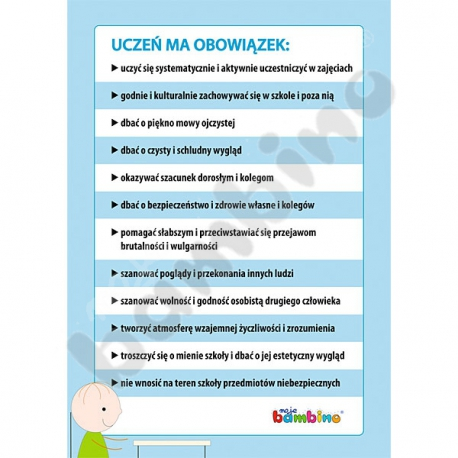 UCZEŃ MA OBOWIĄZEK:
▶ uczyć się systematycznie i aktywnie uczestniczyć w zajęciach
▶ godnie i kulturalnie zachowywać się w szkole i poza nią
▶ dbać o piękno mowy ojczystej
▶ dbać o czysty i schludny wygląd
▶ okazywać szacunek dorosłym i kolegom
▶ dbać o bezpieczeństwo i zdrowie własne i kolegów
▶ pomagać słabszym i przeciwstawiać się przejawom
brutalności i wulgarności
▶ szanować poglądy i przekonania innych ludzi
▶ szanować wolność i godność osobistą drugiego człowieka
▶ tworzyć atmosferę wzajemnej życzliwości i zrozumienia
▶ troszczyć się o mienie szkoły i dbać o jej estetyczny wygląd
▶ nie wnosić na teren szkoły przedmiotów niebezpiecznych
moje
bambino
bambino